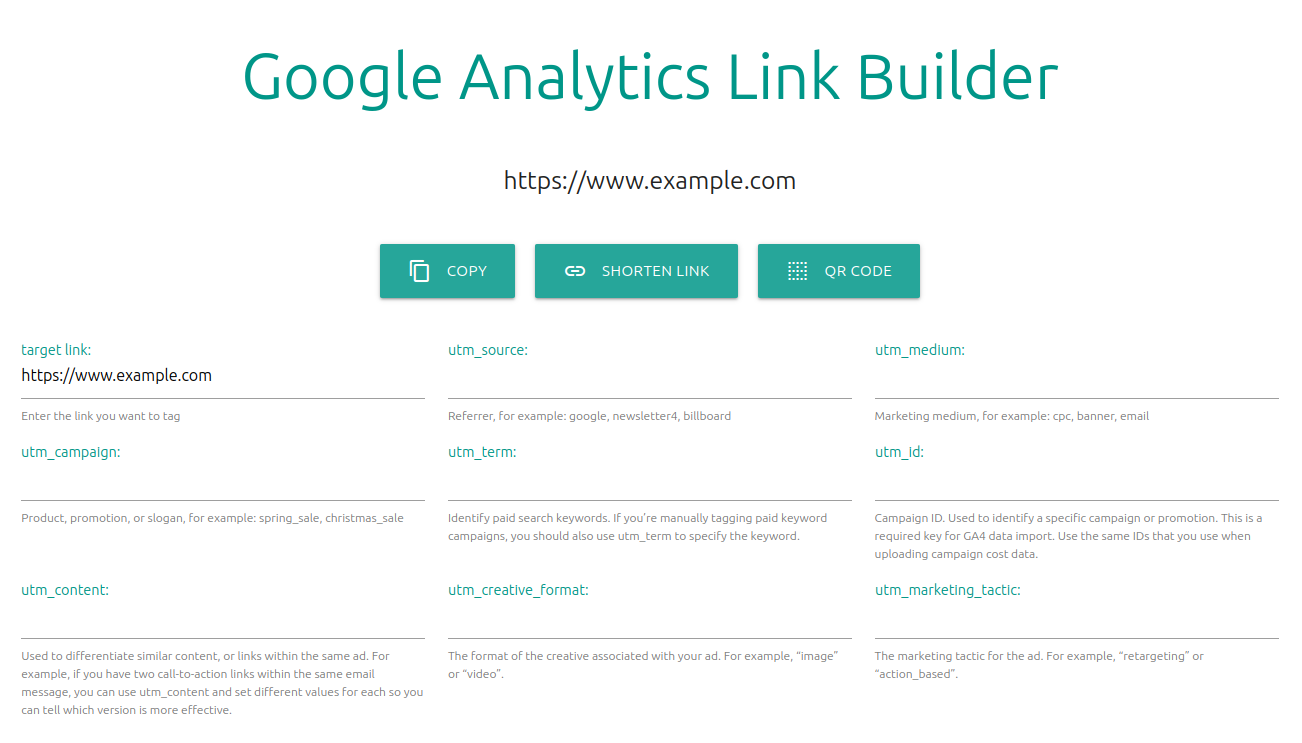 Google Analytics Link Builder
https://www.example.com
COPY
SHORTEN LINK
QR CODE
target link:
https://www.example.com
Enter the link you want to tag
utm_source:
Referrer, for example: google, newsletter4, billboard
utm_medium:
Marketing medium, for example: cpc, banner, email
utm_campaign:
Product, promotion, or slogan, for example: spring_sale, christmas_sale
utm_term:
Identify paid search keywords. If you're manually tagging paid keyword
campaigns, you should also use utm_term to specify the keyword.
utm_id:
Campaign ID. Used to identify a specific campaign or promotion. This is a
required key for GA4 data import. Use the same IDs that you use when
uploading campaign cost data.
utm_content:
Used to differentiate similar content, or links within the same ad. For
example, if you have two call-to-action links within the same email
message, you can use utm_content and set different values for each so you
can tell which version is more effective.
utm_creative_format:
The format of the creative associated with your ad. For example, “image”
or “video”.
utm_marketing_tactic:
The marketing tactic for the ad. For example, “retargeting” or
“action_based”.